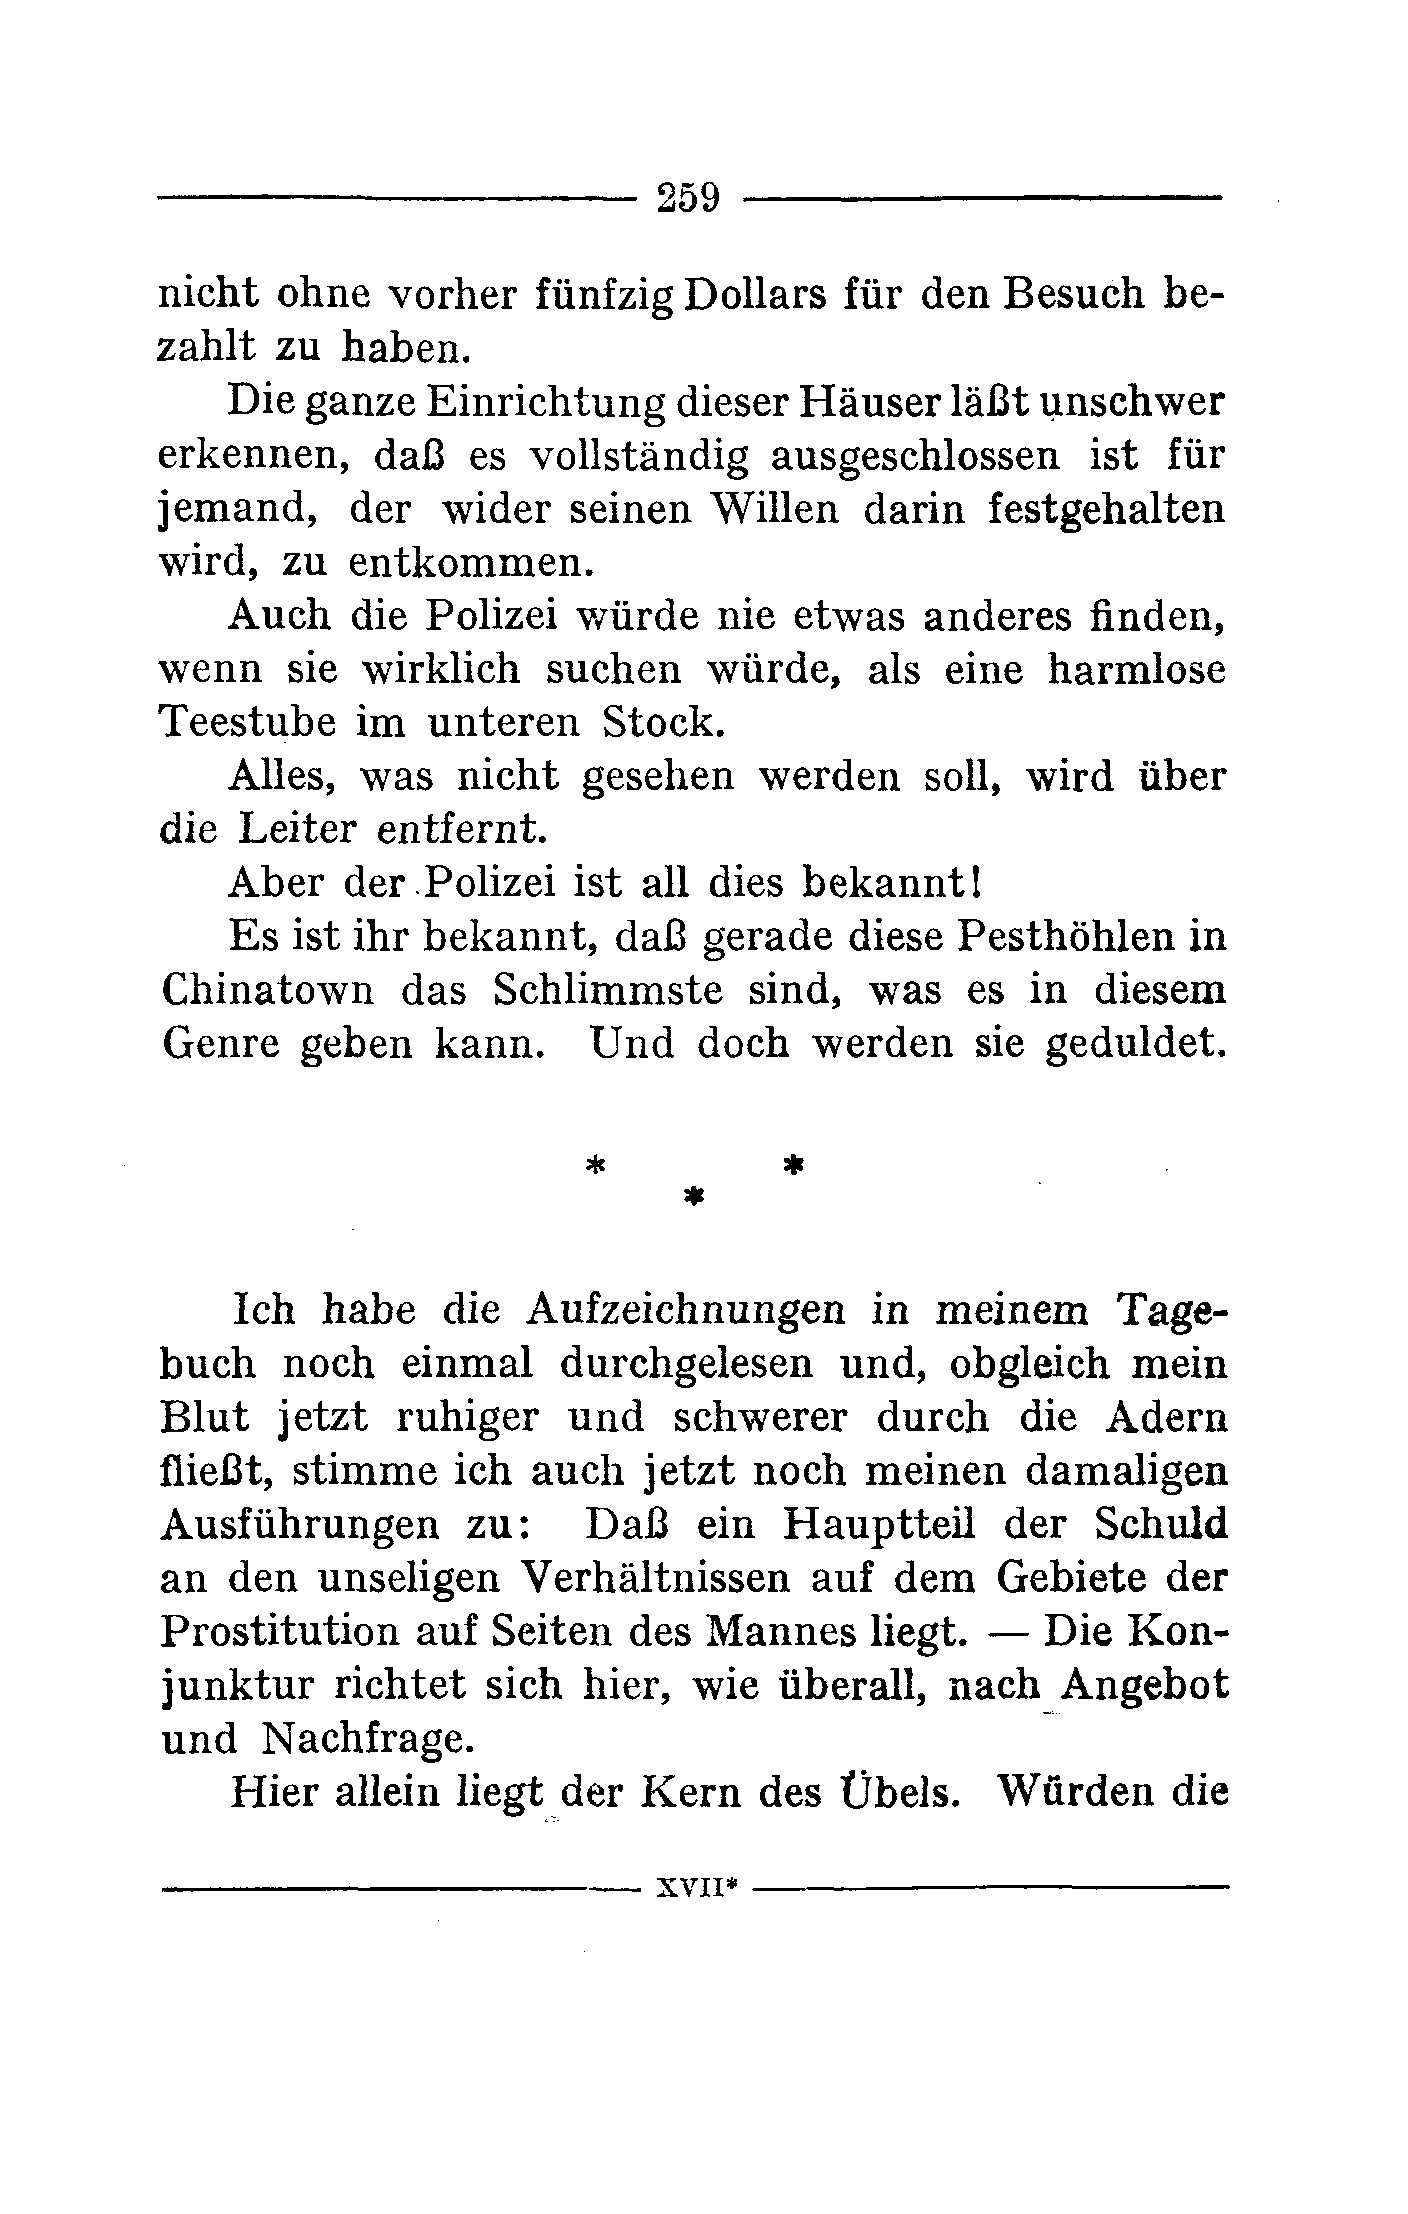 259
nicht ohne vorher fünfzig Dollars für den Besuch be-
zahlt zu haben.
Die ganze Einrichtung dieser Häuser läßt unschwer
erkennen, daß es vollständig ausgeschlossen ist für
jemand, der wider seinen Willen darin festgehalten
wird, zu entkommen.
Auch die Polizei würde nie etwas anderes finden,
wenn sie wirklich suchen würde, als eine harmlose
Teestube im unteren Stock.
Alles, was nicht gesehen werden soll, wird über
die Leiter entfernt.
Aber der Polizei ist all dies bekannt!
Es ist ihr bekannt, daß gerade diese Pesthöhlen in
Chinatown das Schlimmste sind, was es in diesem
Genre geben kann. Und doch werden sie geduldet.
* *
*
Ich habe die Aufzeichnungen in meinem Tage-
buch noch einmal durchgelesen und, obgleich mein
Blut jetzt ruhiger und schwerer durch die Adern
fließt, stimme ich auch jetzt noch meinen damaligen
Ausführungen zu: Daß ein Hauptteil der Schuld
an den unseligen Verhältnissen auf dem Gebiete der
Prostitution auf Seiten des Mannes liegt. — Die Kon-
junktur richtet sich hier, wie überall, nach Angebot
und Nachfrage.
Hier allein liegt der Kern des Übels. Würden die
XVII*